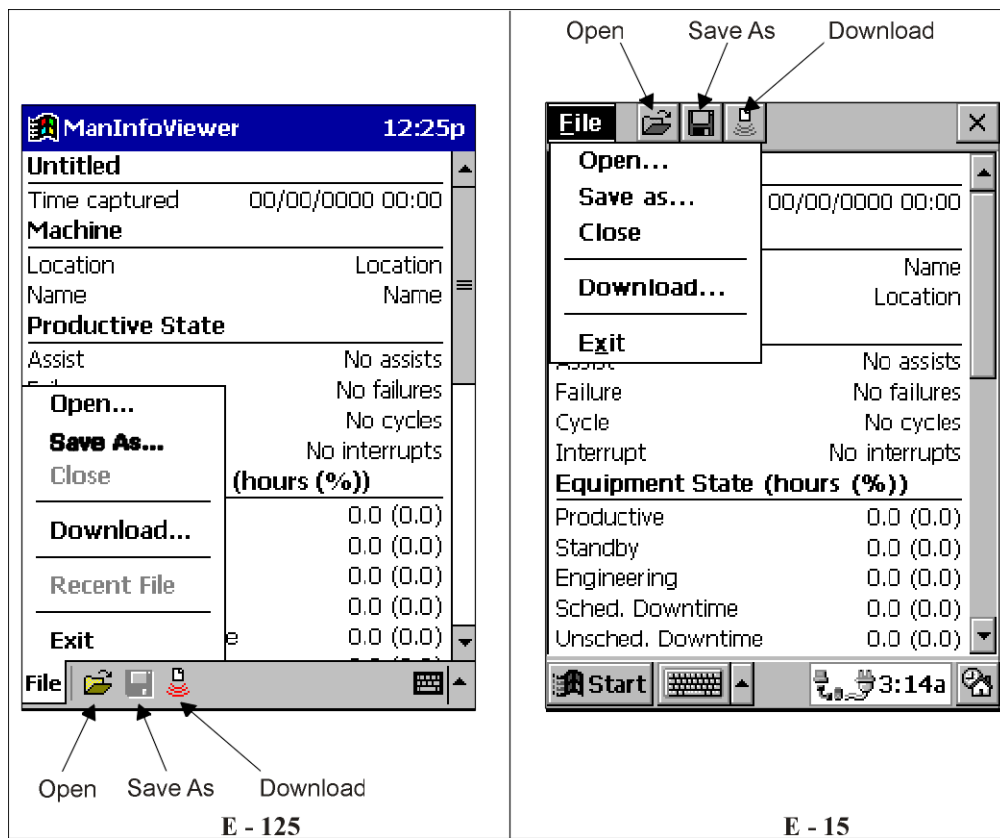 ManInfoViewer 12:25p
Untitled
Time captured 00/00/0000 00:00
Machine
Location Location
Name Name
Productive State
Assist No assists
No failures
No cycles
No interrupts
(hours (%))
0.0 (0.0)
0.0 (0.0)
0.0 (0.0)
0.0 (0.0)
e 0.0 (0.0)
Open...
Save As...
Close
Download...
Recent File
Exit
File
Open Save As Download
E - 125
Open Save As Download
File
Open...
Save as...
Close
Download...
Exit
00/00/0000 00:00
Name
Location
Assist No assists
Failure No failures
Cycle No cycles
Interrupt No interrupts
Equipment State (hours (%))
Productive 0.0 (0.0)
Standby 0.0 (0.0)
Engineering 0.0 (0.0)
Sched. Downtime 0.0 (0.0)
Unsched. Downtime 0.0 (0.0)
Start 3:14a
E - 15